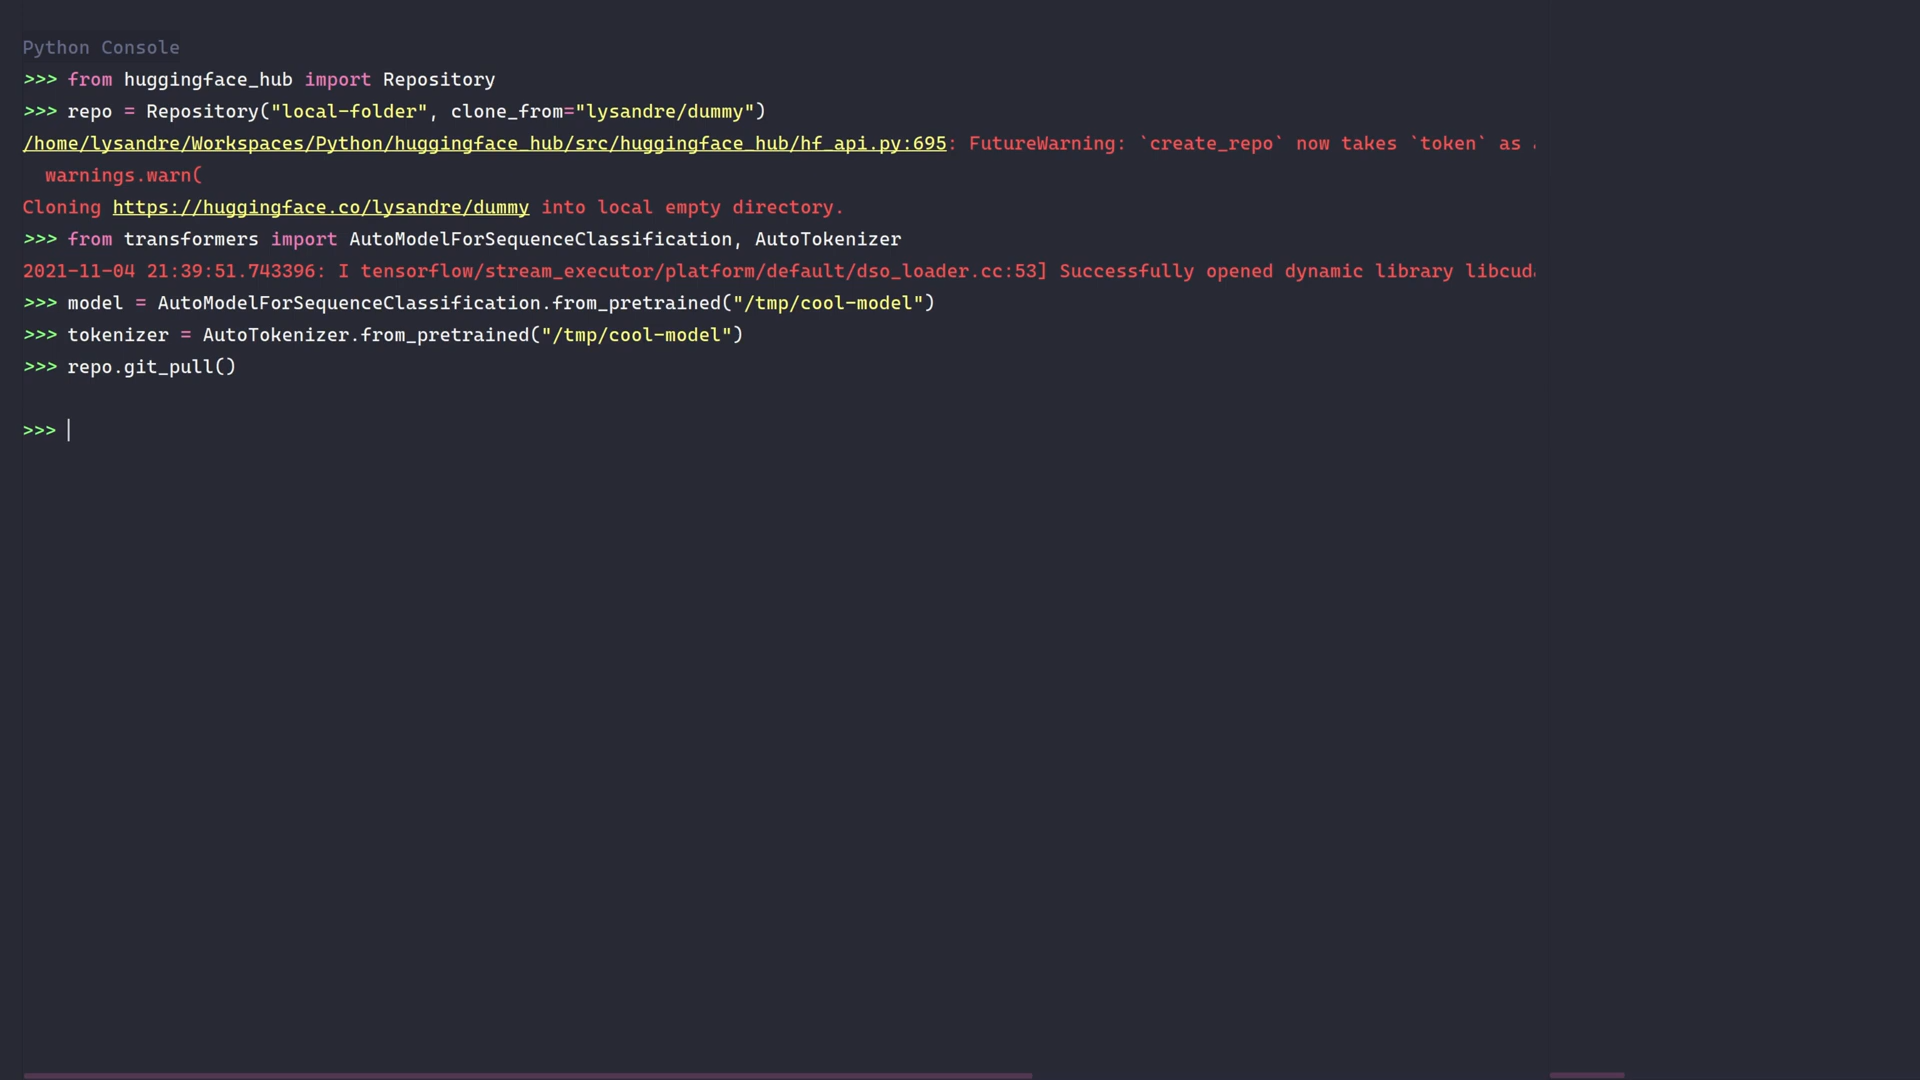 Python Console
>>> from huggingface_hub import Repository
>>> repo = Repository("local-folder", clone_from="lysandre/dummy")
/home/lysandre/Workspaces/Python/huggingface_hub/src/huggingface_hub/hf_api.py:695: FutureWarning: `create_repo` now takes `token` as
  warnings.warn(
Cloning https://huggingface.co/lysandre/dummy into local empty directory.
>>> from transformers import AutoModelForSequenceClassification, AutoTokenizer
2021-11-04 21:39:51.743396: I tensorflow/stream_executor/platform/default/dso_loader.cc:53] Successfully opened dynamic library
>>> model = AutoModelForSequenceClassification.from_pretrained("/tmp/cool-model")
>>> tokenizer = AutoTokenizer.from_pretrained("/tmp/cool-model")
>>> repo.git_pull()
>>>